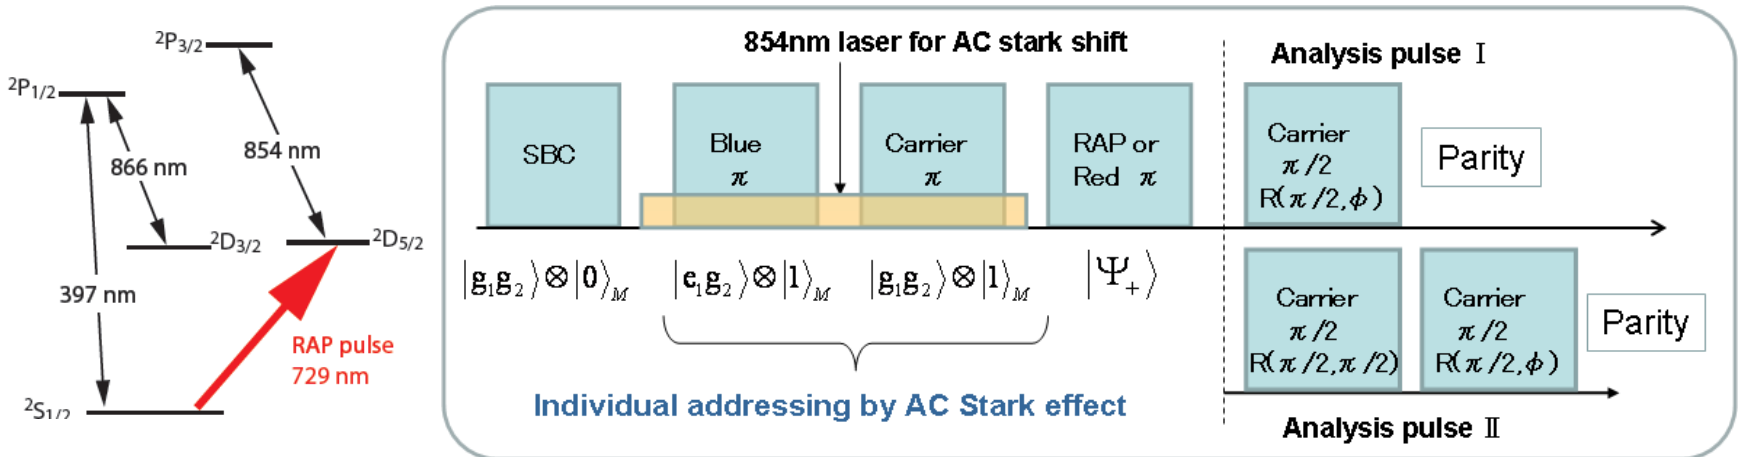 ²P₃/₂
²P₁/₂
854 nm
866 nm
²D₃/₂
²D₅/₂
397 nm
RAP pulse
729 nm
²S₁/₂
854nm laser for AC stark shift
SBC
Blue
π
Carrier
π
RAP or
Red π
|g₁g₂⟩⊗|0⟩_M
|e₁g₂⟩⊗|1⟩_M
|g₁g₂⟩⊗|1⟩_M
|Ψ₊⟩
Individual addressing by AC Stark effect
Analysis pulse Ⅰ
Carrier
π/2
R(π/2,φ)
Parity
Carrier
π/2
R(π/2,π/2)
Carrier
π/2
R(π/2,φ)
Parity
Analysis pulse Ⅱ